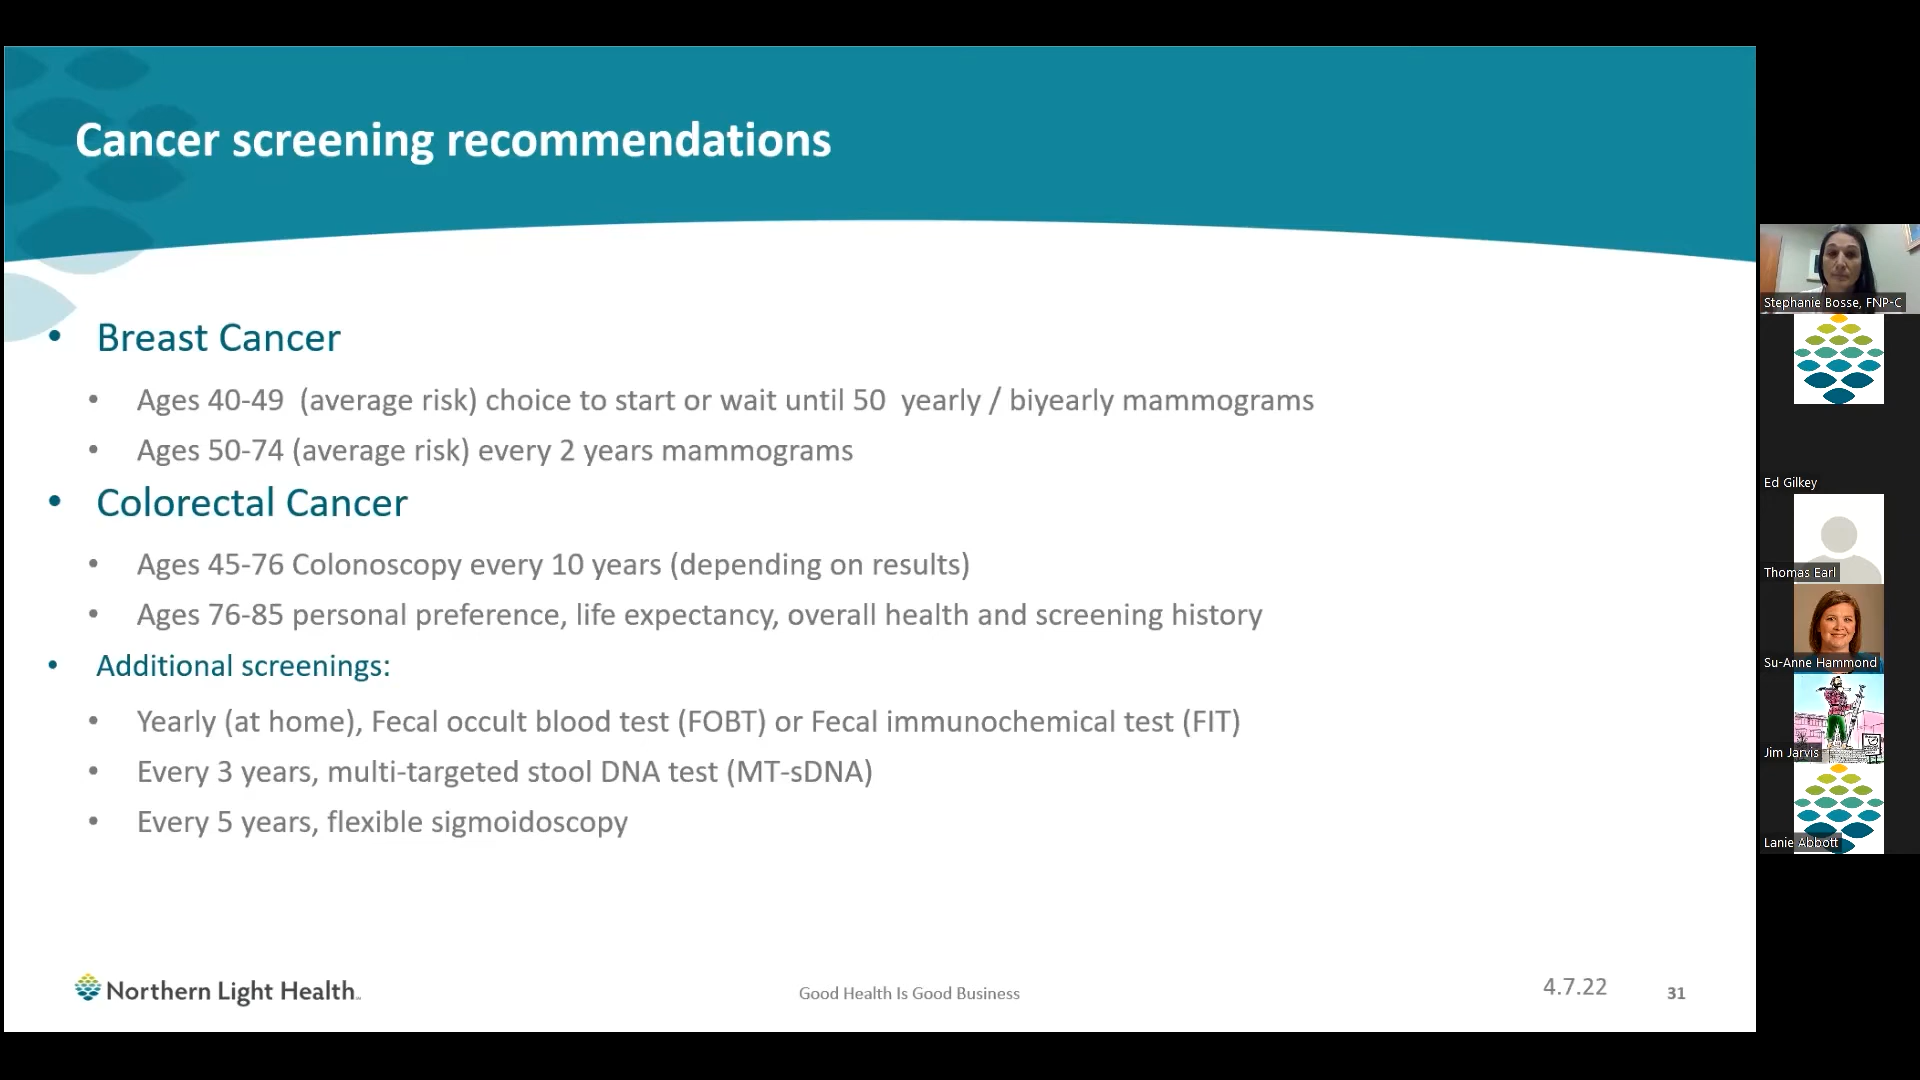 Cancer screening recommendations
• Breast Cancer
• Ages 40-49  (average risk) choice to start or wait until 50  yearly / biyearly mammograms
• Ages 50-74 (average risk) every 2 years mammograms
• Colorectal Cancer
• Ages 45-76 Colonoscopy every 10 years (depending on results)
• Ages 76-85 personal preference, life expectancy, overall health and screening history
• Additional screenings:
• Yearly (at home), Fecal occult blood test (FOBT) or Fecal immunochemical test (FIT)
• Every 3 years, multi-targeted stool DNA test (MT-sDNA)
• Every 5 years, flexible sigmoidoscopy
Northern Light Health
Good Health Is Good Business
4.7.22
31
Stephanie Bosse, FNP-C
Ed Gilkey
Thomas Earl
Su-Anne Hammond
Jim Jarvis
Lanie Abbott